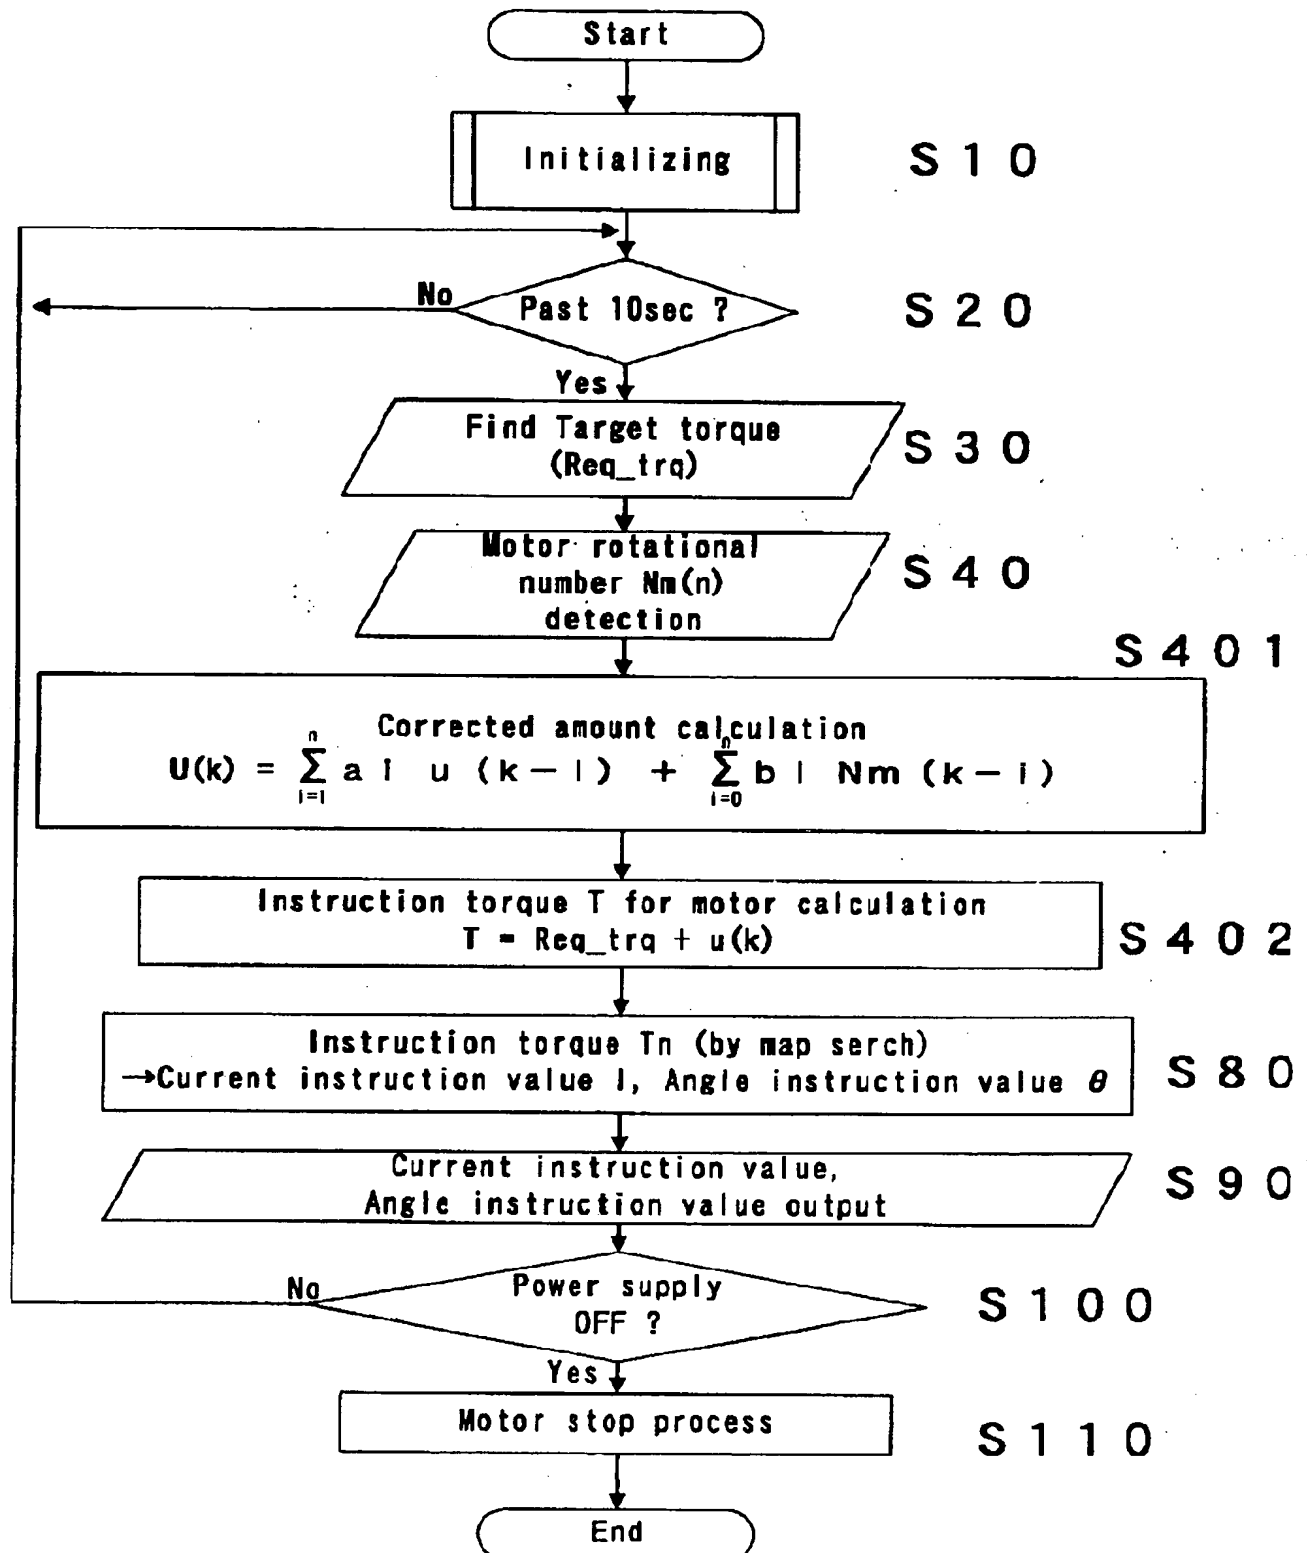 Start
Initializing
S10
No
Past 10sec ?
S20
Yes
Find Target torque
(Req_trq)
S30
Motor rotational
number Nm(n)
detection
S40
S401
Corrected amount calculation
U(k) = n Σ i=1 a i u (k-i) + n Σ i=0 b i Nm (k-i)
Instruction torque T for motor calculation
T = Req_trq + u(k)
S402
Instruction torque Tn (by map serch)
→Current instruction value I, Angle instruction value θ
S80
Current instruction value,
Angle instruction value output
S90
No
Power supply
OFF ?
S100
Yes
Motor stop process
S110
End